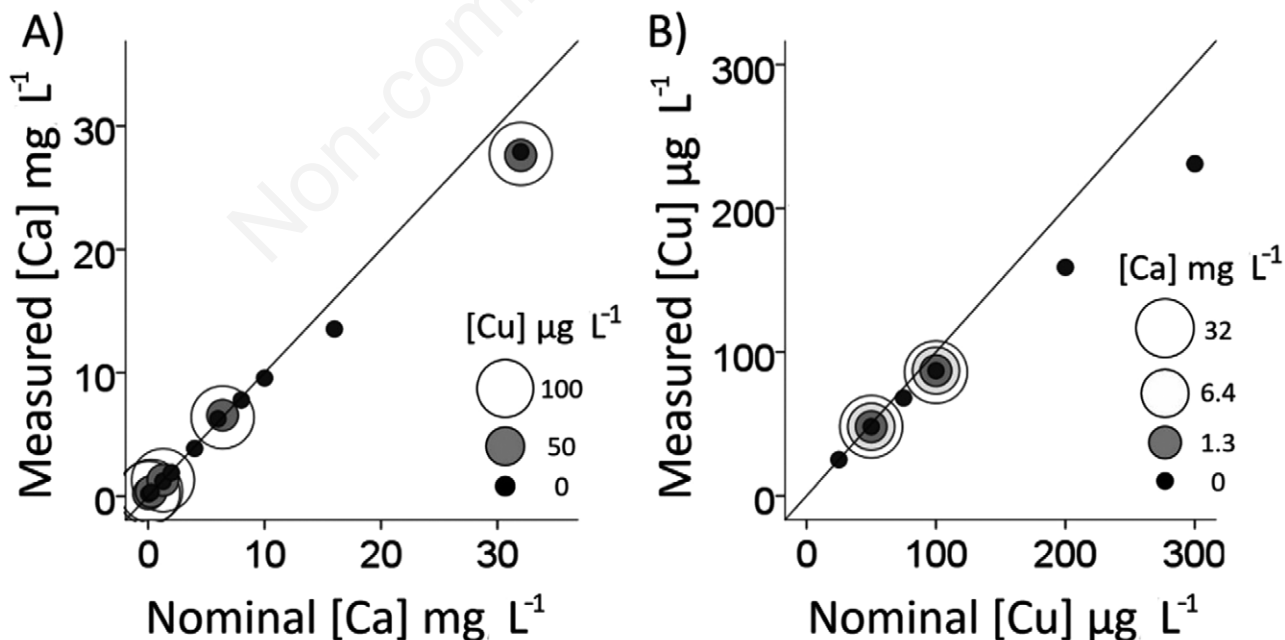 Non-com
A)
Measured [Ca] mg L⁻¹
30
20
10
0
0 10 20 30
Nominal [Ca] mg L⁻¹
[Cu] µg L⁻¹
100
50
0
B)
Measured [Cu] µg L⁻¹
300
200
100
0
0 100 200 300
Nominal [Cu] µg L⁻¹
[Ca] mg L⁻¹
32
6.4
1.3
0